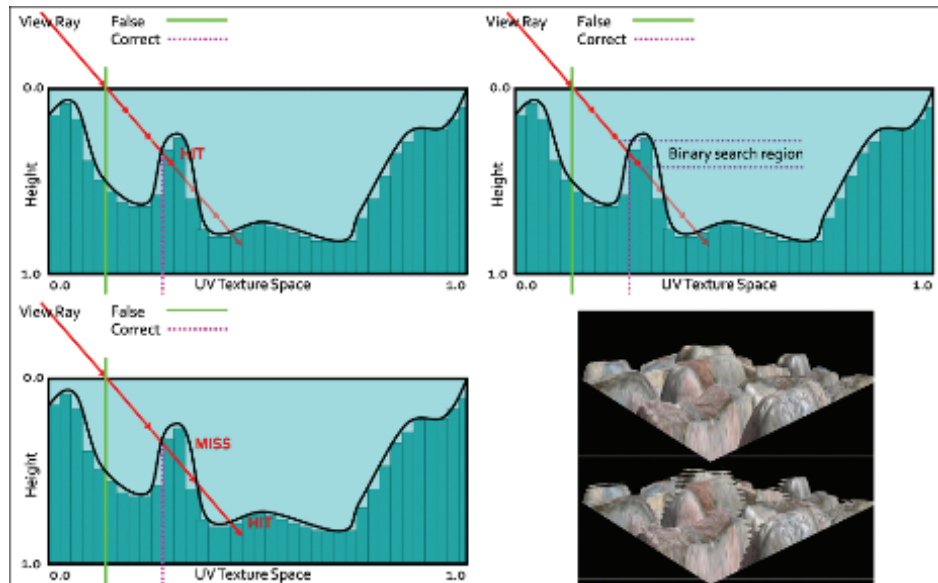 View Ray
False
Correct
0.0
HIT
Height
1.0
0.0
UV Texture Space
1.0
View Ray
False
Correct
0.0
Binary search region
Height
1.0
0.0
UV Texture Space
1.0
View Ray
False
Correct
0.0
MISS
Height
HIT
1.0
0.0
UV Texture Space
1.0